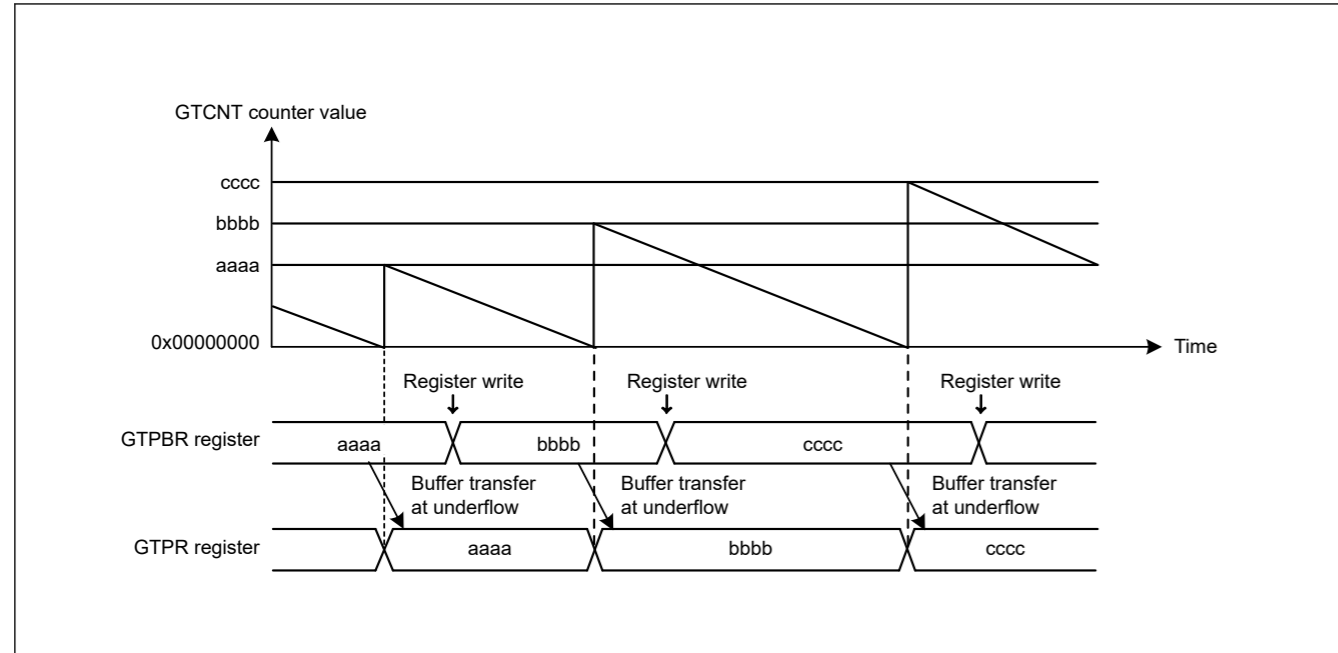 GTCNT counter value
cccc
bbbb
aaaa
0x00000000
Time
Register write
Register write
Register write
GTPBR register
aaaa
bbbb
cccc
Buffer transfer
at underflow
Buffer transfer
at underflow
Buffer transfer
at underflow
GTPR register
aaaa
bbbb
cccc